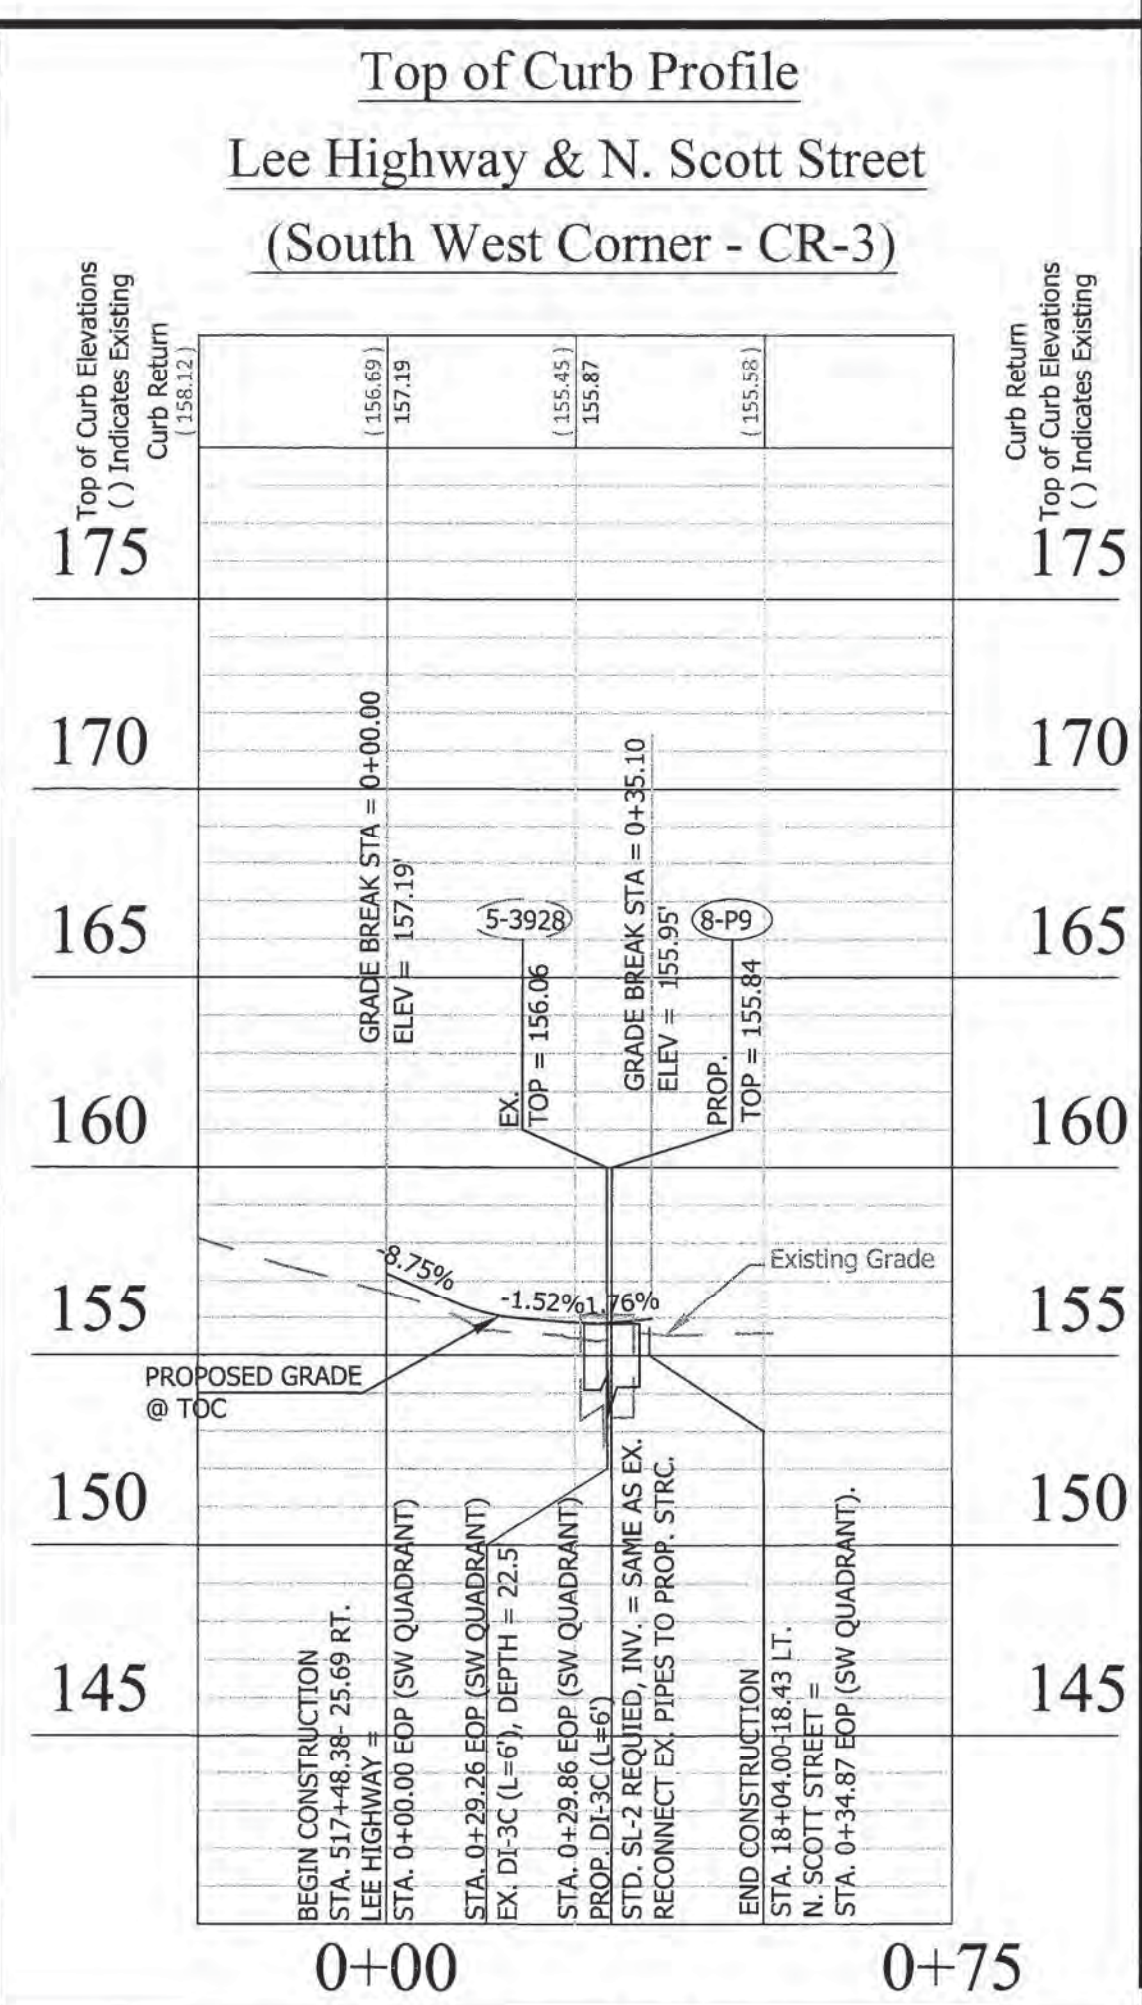 Top of Curb Profile
Lee Highway & N. Scott Street
(South West Corner - CR-3)
Top of Curb Elevations
( ) Indicates Existing
Curb Return
( 158.12 )
( 156.69 )
157.19
( 155.45 )
155.87
( 155.58 )
Curb Return
Top of Curb Elevations
( ) Indicates Existing
175
175
170
170
165
165
160
160
155
155
150
150
145
145
GRADE BREAK STA = 0+00.00
ELEV = 157.19'
5-3928
EX.
TOP = 156.06
GRADE BREAK STA = 0+35.10
ELEV = 155.95'
8-P9
PROP.
TOP = 155.84
-8.75%
-1.52%
1.76%
Existing Grade
PROPOSED GRADE
@ TOC
BEGIN CONSTRUCTION
STA. 517+48.38- 25.69 RT.
LEE HIGHWAY =
STA. 0+00.00 EOP (SW QUADRANT)
STA. 0+29.26 EOP (SW QUADRANT)
EX. DI-3C (L=6'), DEPTH = 22.5'
STA. 0+29.86 EOP (SW QUADRANT)
PROP. DI-3C (L=6')
STD. SL-2 REQUIED, INV. = SAME AS EX.
RECONNECT EX. PIPES TO PROP. STRC.
END CONSTRUCTION
STA. 18+04.00-18.43 LT.
N. SCOTT STREET =
STA. 0+34.87 EOP (SW QUADRANT).
0+00
0+75